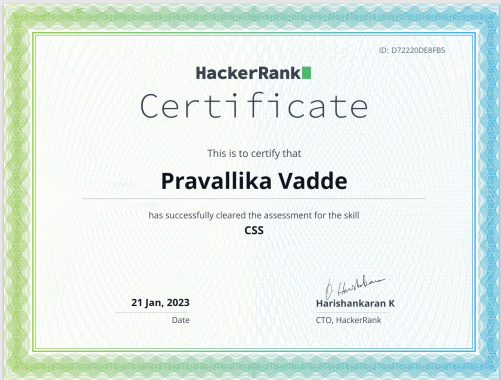 ID: D72220DE8FB5
HackerRank
Certificate
This is to certify that
Pravallika Vadde
has successfully cleared the assessment for the skill
CSS
21 Jan, 2023
Date
Harishankaran K
CTO, HackerRank